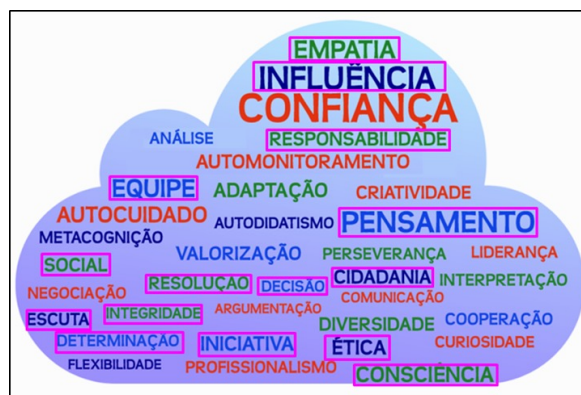 EMPATIA
INFLUÊNCIA
CONFIANÇA
ANÁLISE RESPONSABILIDADE
AUTOMONITORAMENTO
EQUIPE ADAPTAÇÃO CRIATIVIDADE
AUTOCUIDADO AUTODIDATISMO PENSAMENTO
METACOGNIÇÃO
VALORIZAÇÃO PERSEVERANÇA LIDERANÇA
SOCIAL
RESOLUÇAO DECISÃO CIDADANIA INTERPRETAÇÃO
NEGOCIAÇÃO COMUNICAÇÃO
ESCUTA INTEGRIDADE ARGUMENTAÇÃO
DIVERSIDADE COOPERAÇÃO
DETERMINAÇÃO INICIATIVA ÉTICA CURIOSIDADE
FLEXIBILIDADE PROFISSIONALISMO
CONSCIÊNCIA